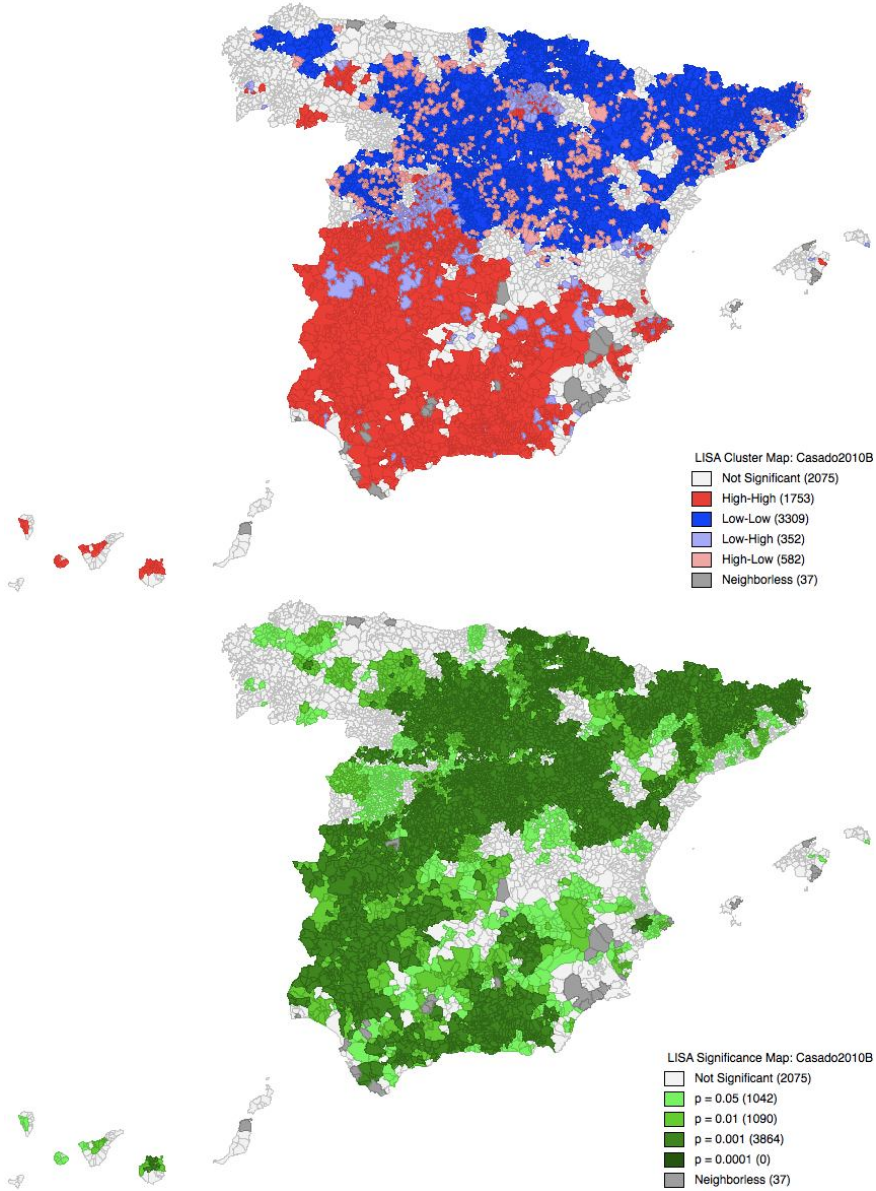 LISA Cluster Map: Casado2010B
Not Significant (2075)
High-High (1753)
Low-Low (3309)
Low-High (352)
High-Low (582)
Neighborless (37)
LISA Significance Map: Casado2010B
Not Significant (2075)
p = 0.05 (1042)
p = 0.01 (1090)
p = 0.001 (3864)
p = 0.0001 (0)
Neighborless (37)